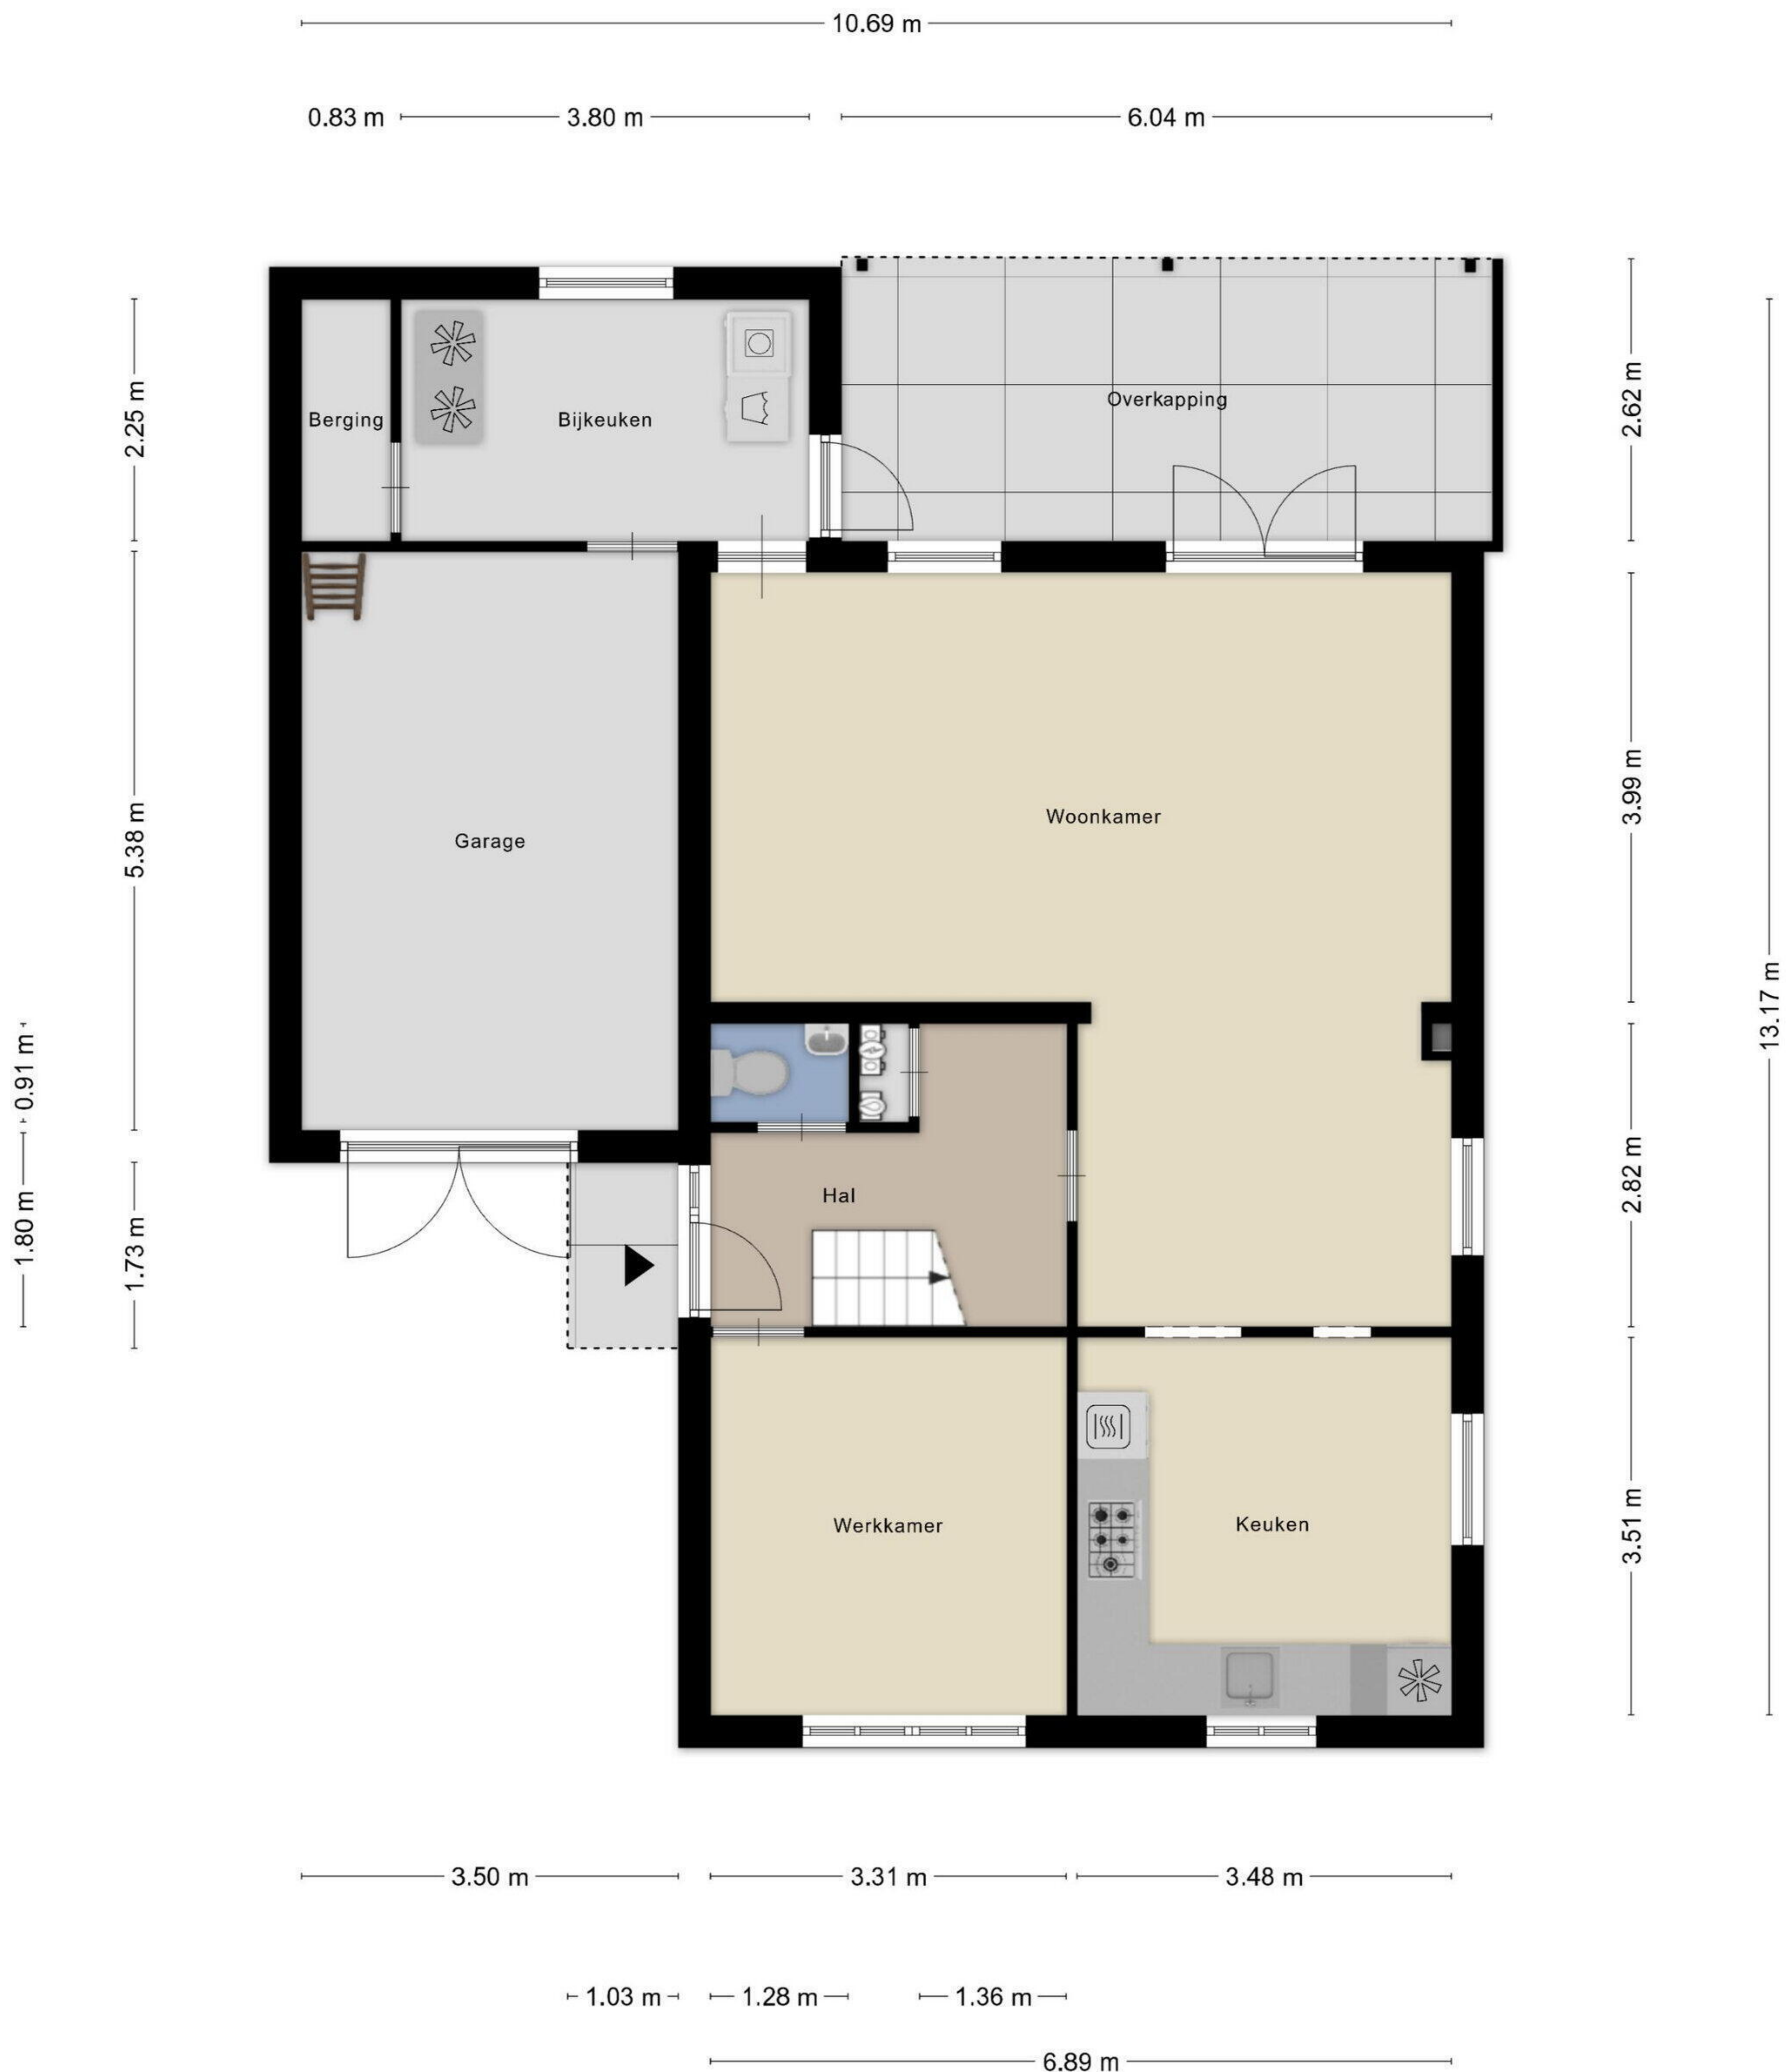 10.69 m
0.83 m
3.80 m
6.04 m
2.25 m
2.62 m
Berging
Bijkeuken
Overkapping
5.38 m
3.99 m
Garage
Woonkamer
13.17 m
0.91 m
1.80 m
1.73 m
2.82 m
Hal
3.51 m
Werkkamer
Keuken
3.50 m
3.31 m
3.48 m
1.03 m
1.28 m
1.36 m
6.89 m